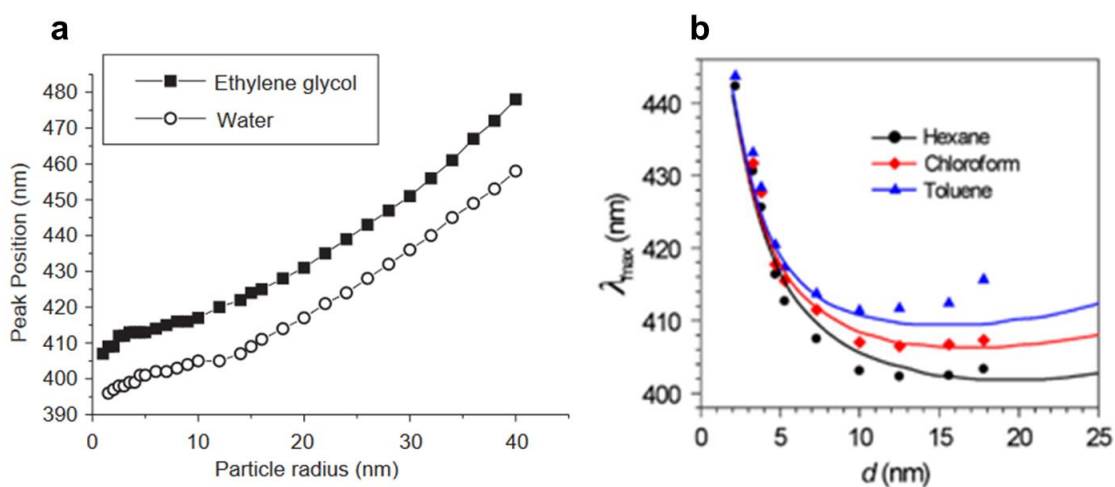 a
Ethylene glycol
Water
Peak Position (nm)
480
470
460
450
440
430
420
410
400
390
0
10
20
30
40
Particle radius (nm)
b
Hexane
Chloroform
Toluene
λmax (nm)
440
430
420
410
400
0
5
10
15
20
25
d (nm)